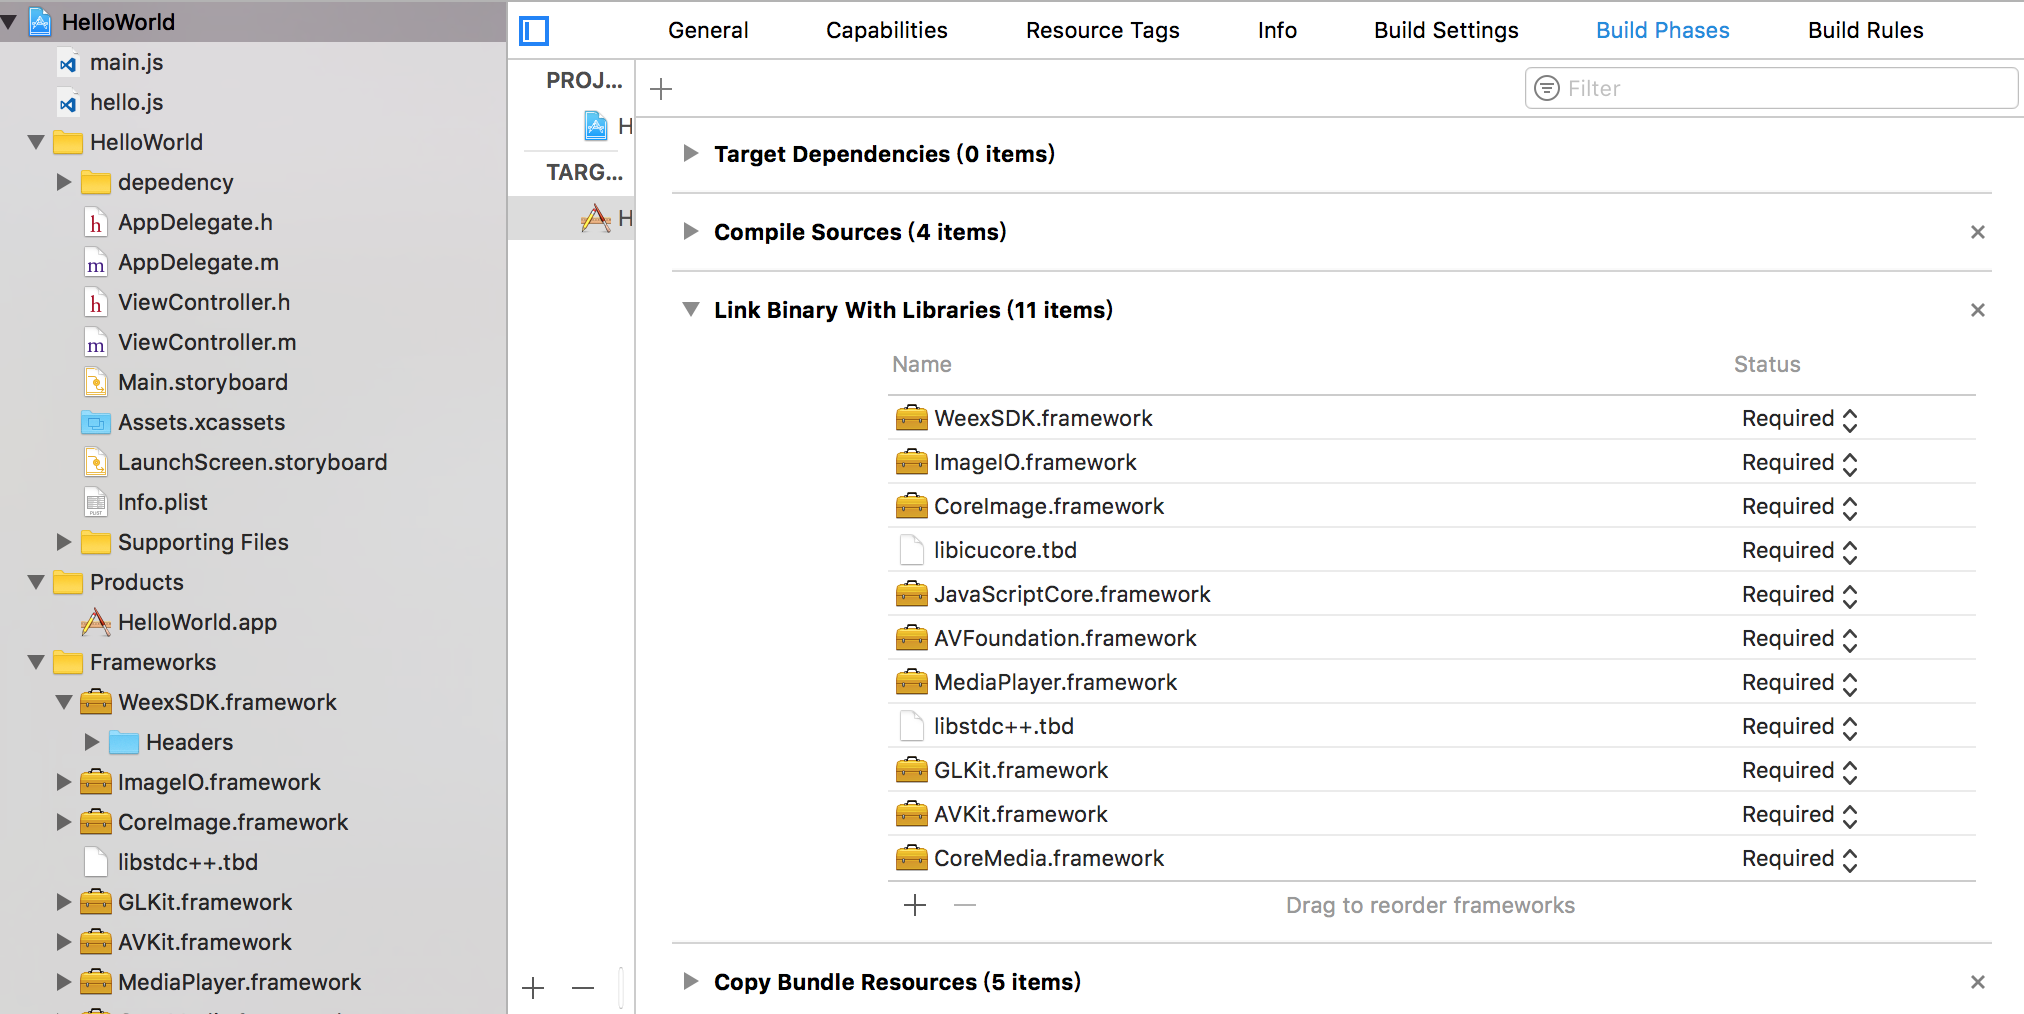 HelloWorld
main.js
hello.js
HelloWorld
depedency
AppDelegate.h
AppDelegate.m
ViewController.h
ViewController.m
Main.storyboard
Assets.xcassets
LaunchScreen.storyboard
Info.plist
Supporting Files
Products
HelloWorld.app
Frameworks
WeexSDK.framework
Headers
ImageIO.framework
CoreImage.framework
libstdc++.tbd
GLKit.framework
AVKit.framework
MediaPlayer.framework
General Capabilities Resource Tags Info Build Settings Build Phases Build Rules
PROJ...
H
TARG...
H
Filter
Target Dependencies (0 items)
Compile Sources (4 items)
Link Binary With Libraries (11 items)
Name Status
WeexSDK.framework Required
ImageIO.framework Required
CoreImage.framework Required
libicucore.tbd Required
JavaScriptCore.framework Required
AVFoundation.framework Required
MediaPlayer.framework Required
libstdc++.tbd Required
GLKit.framework Required
AVKit.framework Required
CoreMedia.framework Required
Drag to reorder frameworks
Copy Bundle Resources (5 items)